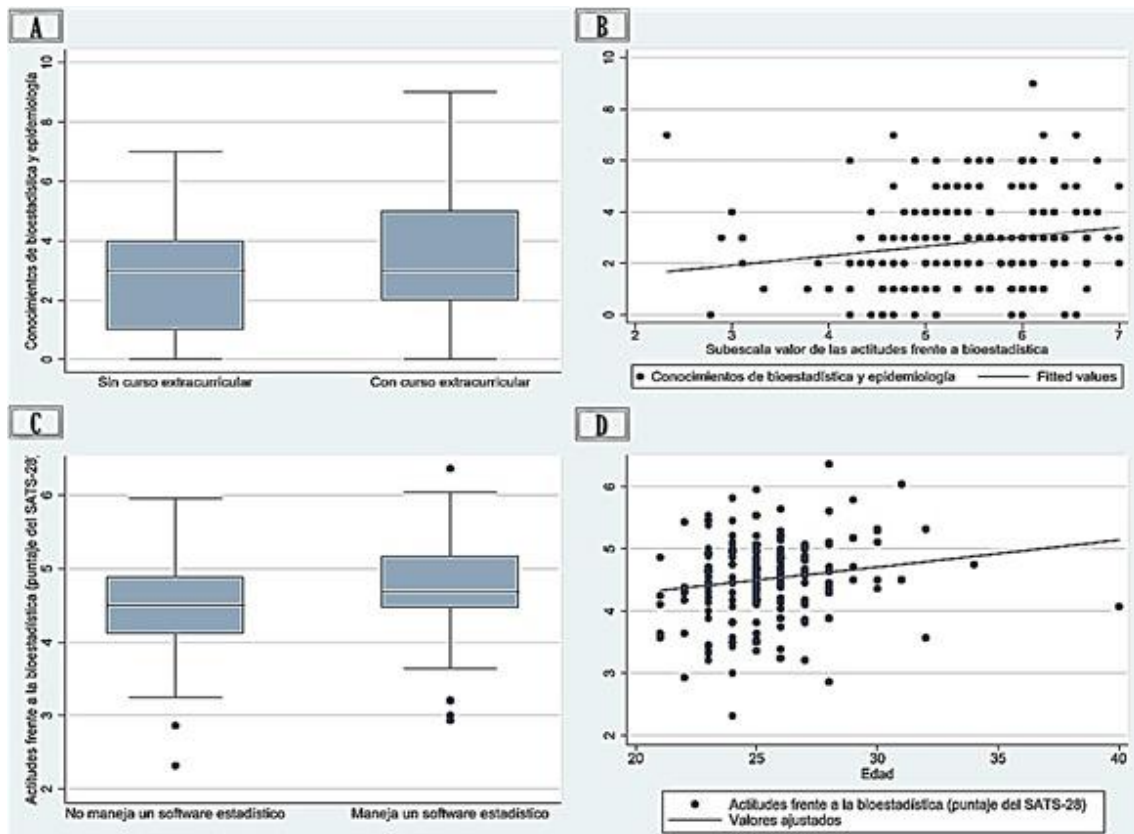 A
Conocimientos de bioestadística y epidemiología
10
8
6
4
2
0
Sin curso extracurricular
Con curso extracurricular
B
10
8
6
4
2
0
2
3
4
5
6
7
Subescala valor de las actitudes frente a bioestadística
Conocimientos de bioestadística y epidemiología
Fitted values
C
Actitudes frente a la bioestadística (puntaje del SATS-28)
6
5
4
3
2
No maneja un software estadístico
Maneja un software estadístico
D
6
5
4
3
2
20
25
30
35
40
Edad
Actitudes frente a la bioestadística (puntaje del SATS-28)
Valores ajustados